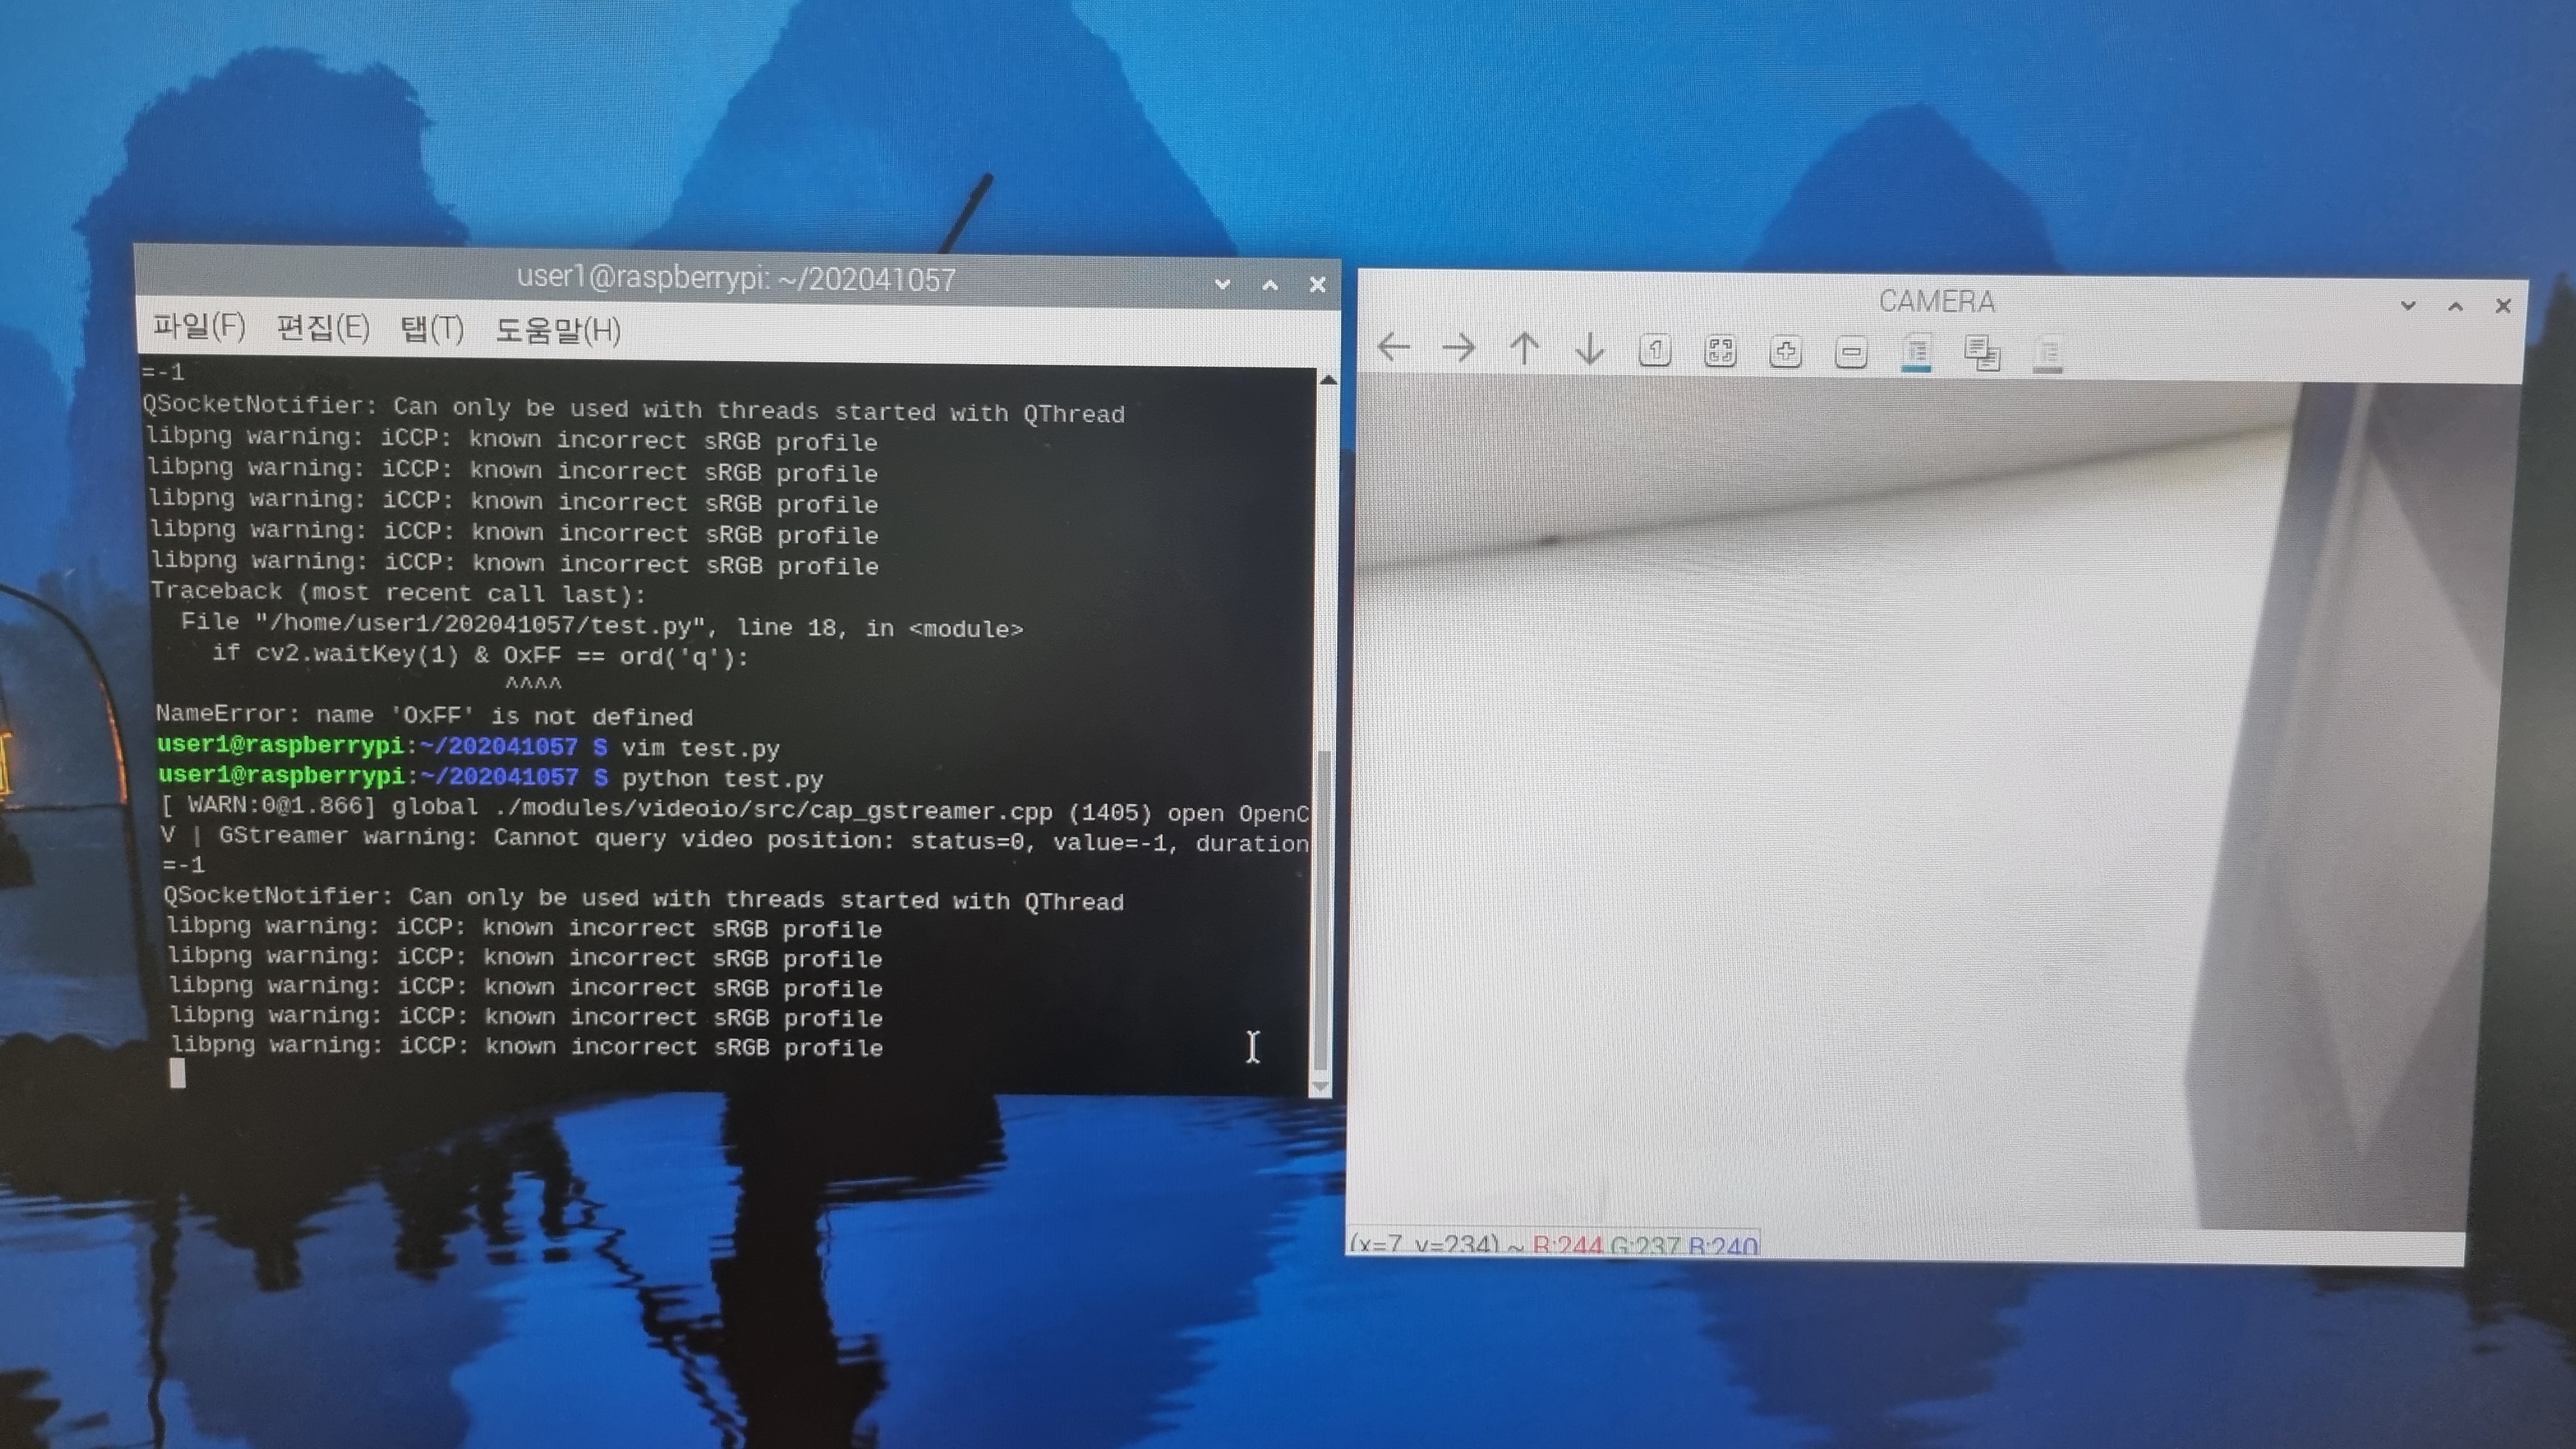 user1@raspberrypi: ~/202041057
파일(F) 편집(E) 탭(T) 도움말(H)
=-1
QSocketNotifier: Can only be used with threads started with QThread
libpng warning: iCCP: known incorrect sRGB profile
libpng warning: iCCP: known incorrect sRGB profile
libpng warning: iCCP: known incorrect sRGB profile
libpng warning: iCCP: known incorrect sRGB profile
libpng warning: iCCP: known incorrect sRGB profile
Traceback (most recent call last):
File "/home/user1/202041057/test.py", line 18, in <module>
if cv2.waitKey(1) & OxFF == ord('q'):
^^^^
NameError: name 'OxFF' is not defined
user1@raspberrypi:~/202041057 $ vim test.py
user1@raspberrypi:~/202041057 $ python test.py
[ WARN:0@1.866] global ./modules/videoio/src/cap_gstreamer.cpp (1405) open OpenC
V | GStreamer warning: Cannot query video position: status=0, value=-1, duration
=-1
QSocketNotifier: Can only be used with threads started with QThread
libpng warning: iCCP: known incorrect sRGB profile
libpng warning: iCCP: known incorrect sRGB profile
libpng warning: iCCP: known incorrect sRGB profile
libpng warning: iCCP: known incorrect sRGB profile
libpng warning: iCCP: known incorrect sRGB profile
CAMERA
1
(x=7, y=234) ~ R:244 G:237 B:240